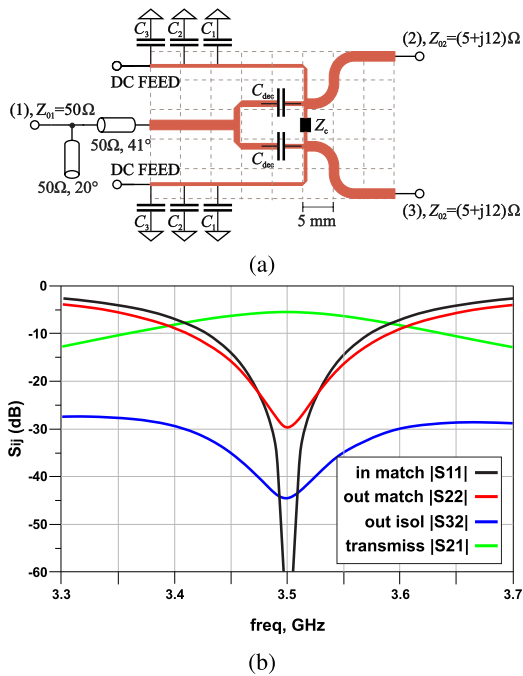 (a)
C3 C2 C1
(2), Z02=(5+j12)Ω
DC FEED
Cdec
(1), Z01=50Ω
Zc
50Ω, 41°
Cdec
DC FEED
50Ω, 20°
(3), Z02=(5+j12)Ω
C3 C2 C1
5 mm
(a)
0
-10
-20
-30
-40
-50
-60
Sij (dB)
in match |S11|
out match |S22|
out isol |S32|
transmiss |S21|
3.3 3.4 3.5 3.6 3.7
freq, GHz
(b)